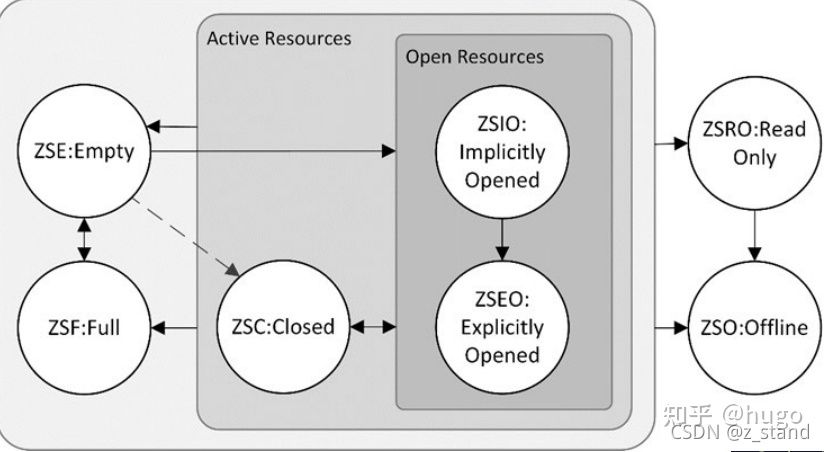 Active Resources
Open Resources
ZSE:Empty
ZSIO:
Implicitly
Opened
ZSRO:Read
Only
ZSF:Full
ZSC:Closed
ZSEO:
Explicitly
Opened
ZSO:Offline
知乎 @hugo
CSDN @z_stand